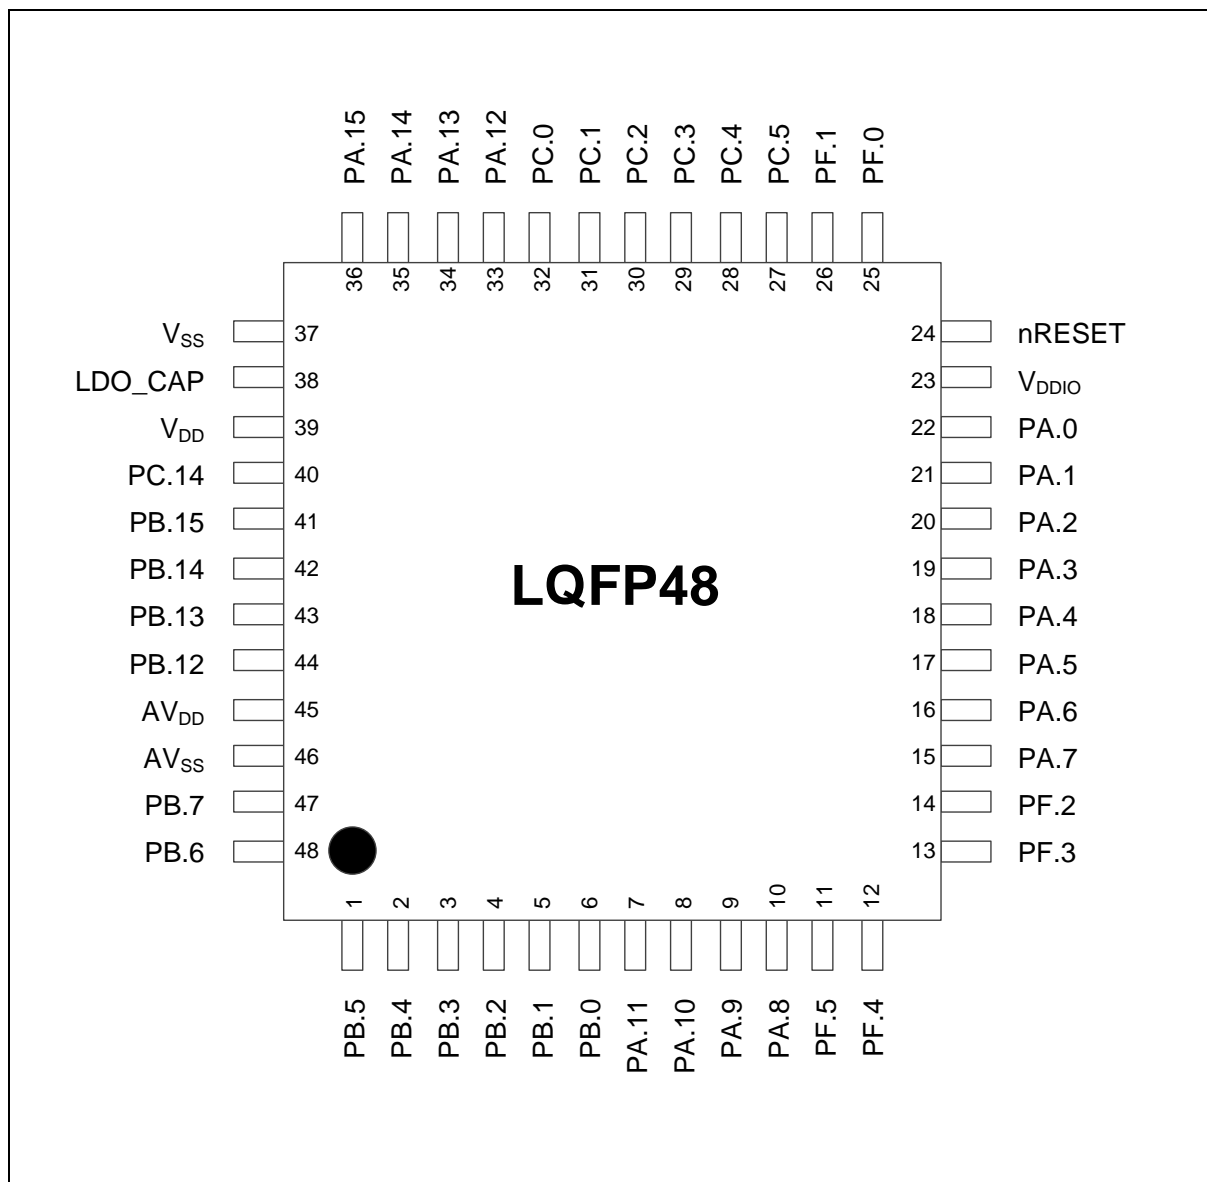 PA.15 PA.14 PA.13 PA.12 PC.0 PC.1 PC.2 PC.3 PC.4 PC.5 PF.1 PF.0
36 35 34 33 32 31 30 29 28 27 26 25
VSS 37 24 nRESET
LDO_CAP 38 23 VDDIO
VDD 39 22 PA.0
PC.14 40 21 PA.1
PB.15 41 20 PA.2
PB.14 42 19 PA.3
LQFP48
PB.13 43 18 PA.4
PB.12 44 17 PA.5
AVDD 45 16 PA.6
AVSS 46 15 PA.7
PB.7 47 14 PF.2
PB.6 48 13 PF.3
1 2 3 4 5 6 7 8 9 10 11 12
PB.5 PB.4 PB.3 PB.2 PB.1 PB.0 PA.11 PA.10 PA.9 PA.8 PF.5 PF.4